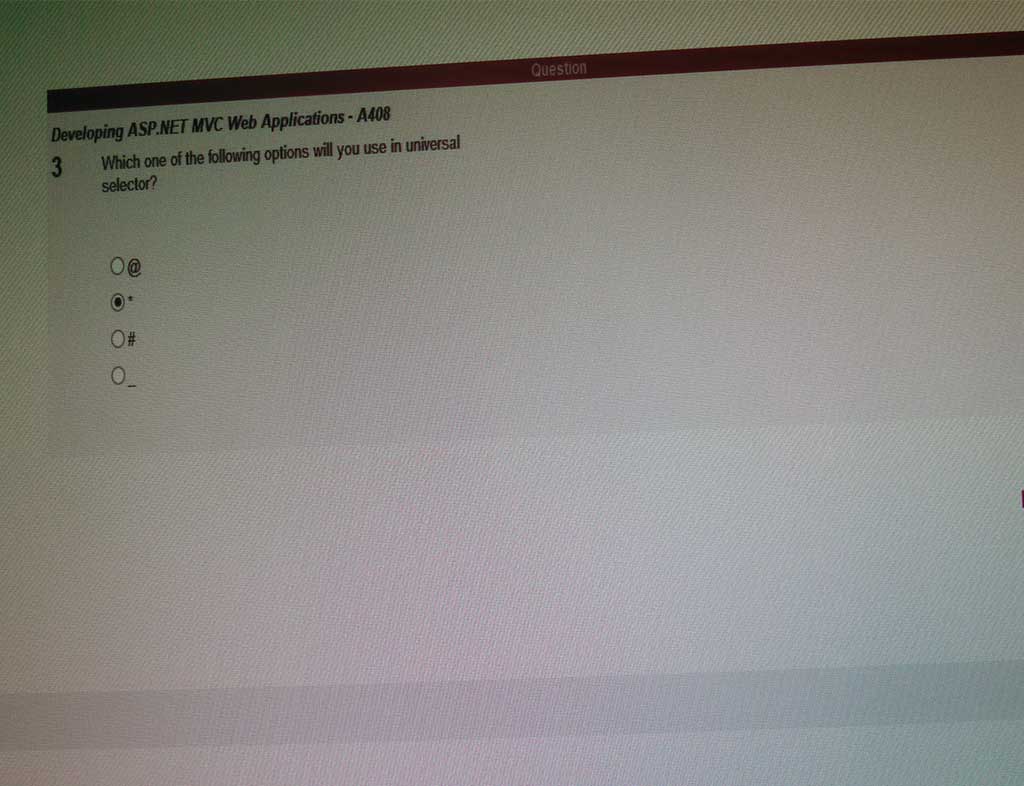 Question
Developing ASP.NET MVC Web Applications - A408
3 Which one of the following options will you use in universal
selector?
@
*
#
_